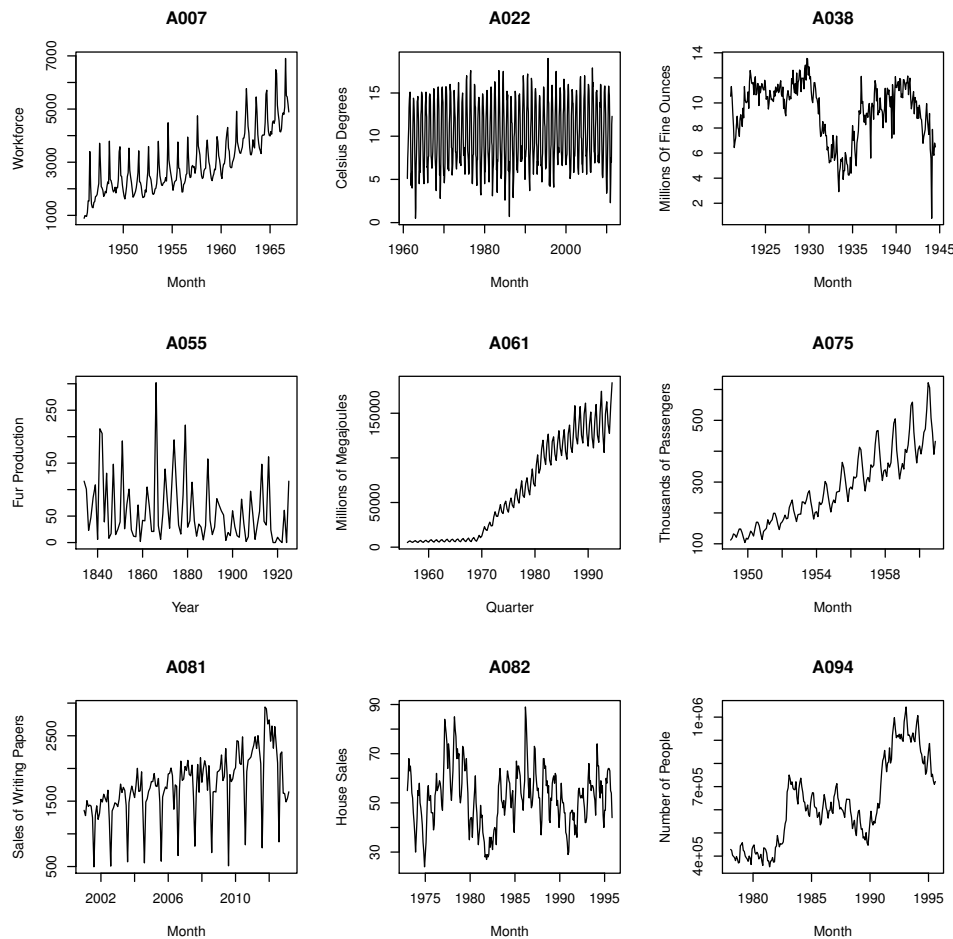 A007
Workforce
7000
5000
3000
1000
1950 1955 1960 1965
Month
A022
Celsius Degrees
15
10
5
0
1960 1980 2000
Month
A038
Millions Of Fine Ounces
14
10
8
6
4
2
1925 1930 1935 1940 1945
Month
A055
Fur Production
250
150
50
0
1840 1860 1880 1900 1920
Year
A061
Millions of Megajoules
150000
50000
0
1960 1970 1980 1990
Quarter
A075
Thousands of Passengers
500
300
100
1950 1954 1958
Month
A081
Sales of Writing Papers
2500
1500
500
2002 2006 2010
Month
A082
House Sales
90
70
50
30
1975 1980 1985 1990 1995
Month
A094
Number of People
1e+06
7e+05
4e+05
1980 1985 1990 1995
Month